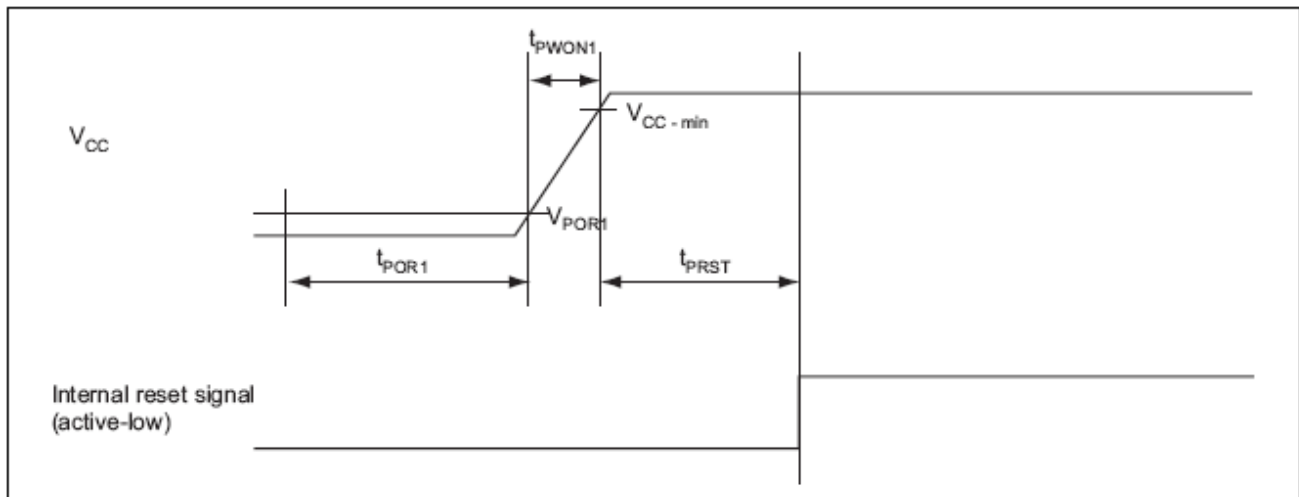 tPWON1
VCC - min
VCC
VPOR1
tPOR1
tPRST
Internal reset signal
(active-low)